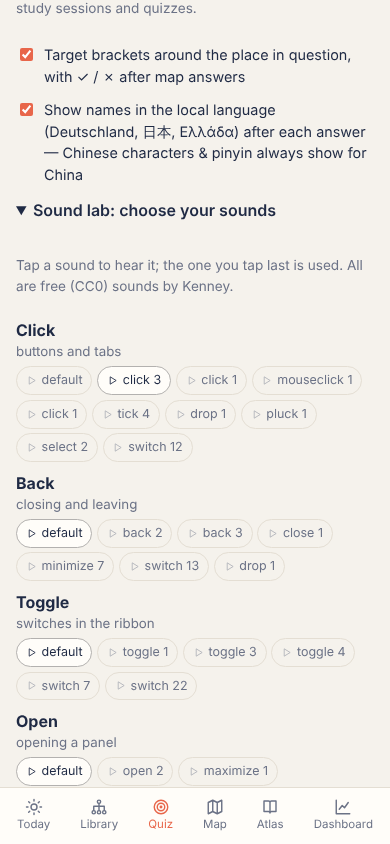 study sessions and quizzes.
Target brackets around the place in question,
with ✓ / ✗ after map answers
Show names in the local language
(Deutschland, 日本, Ελλάδα) after each answer
— Chinese characters & pinyin always show for
China
▼ Sound lab: choose your sounds
Tap a sound to hear it; the one you tap last is used. All
are free (CC0) sounds by Kenney.
Click
buttons and tabs
▷ default ▷ click 3 ▷ click 1 ▷ mouseclick 1
▷ click 1 ▷ tick 4 ▷ drop 1 ▷ pluck 1
▷ select 2 ▷ switch 12
Back
closing and leaving
▷ default ▷ back 2 ▷ back 3 ▷ close 1
▷ minimize 7 ▷ switch 13 ▷ drop 1
Toggle
switches in the ribbon
▷ default ▷ toggle 1 ▷ toggle 3 ▷ toggle 4
▷ switch 7 ▷ switch 22
Open
opening a panel
▷ default ▷ open 2 ▷ maximize 1
Today Library Quiz Map Atlas Dashboard